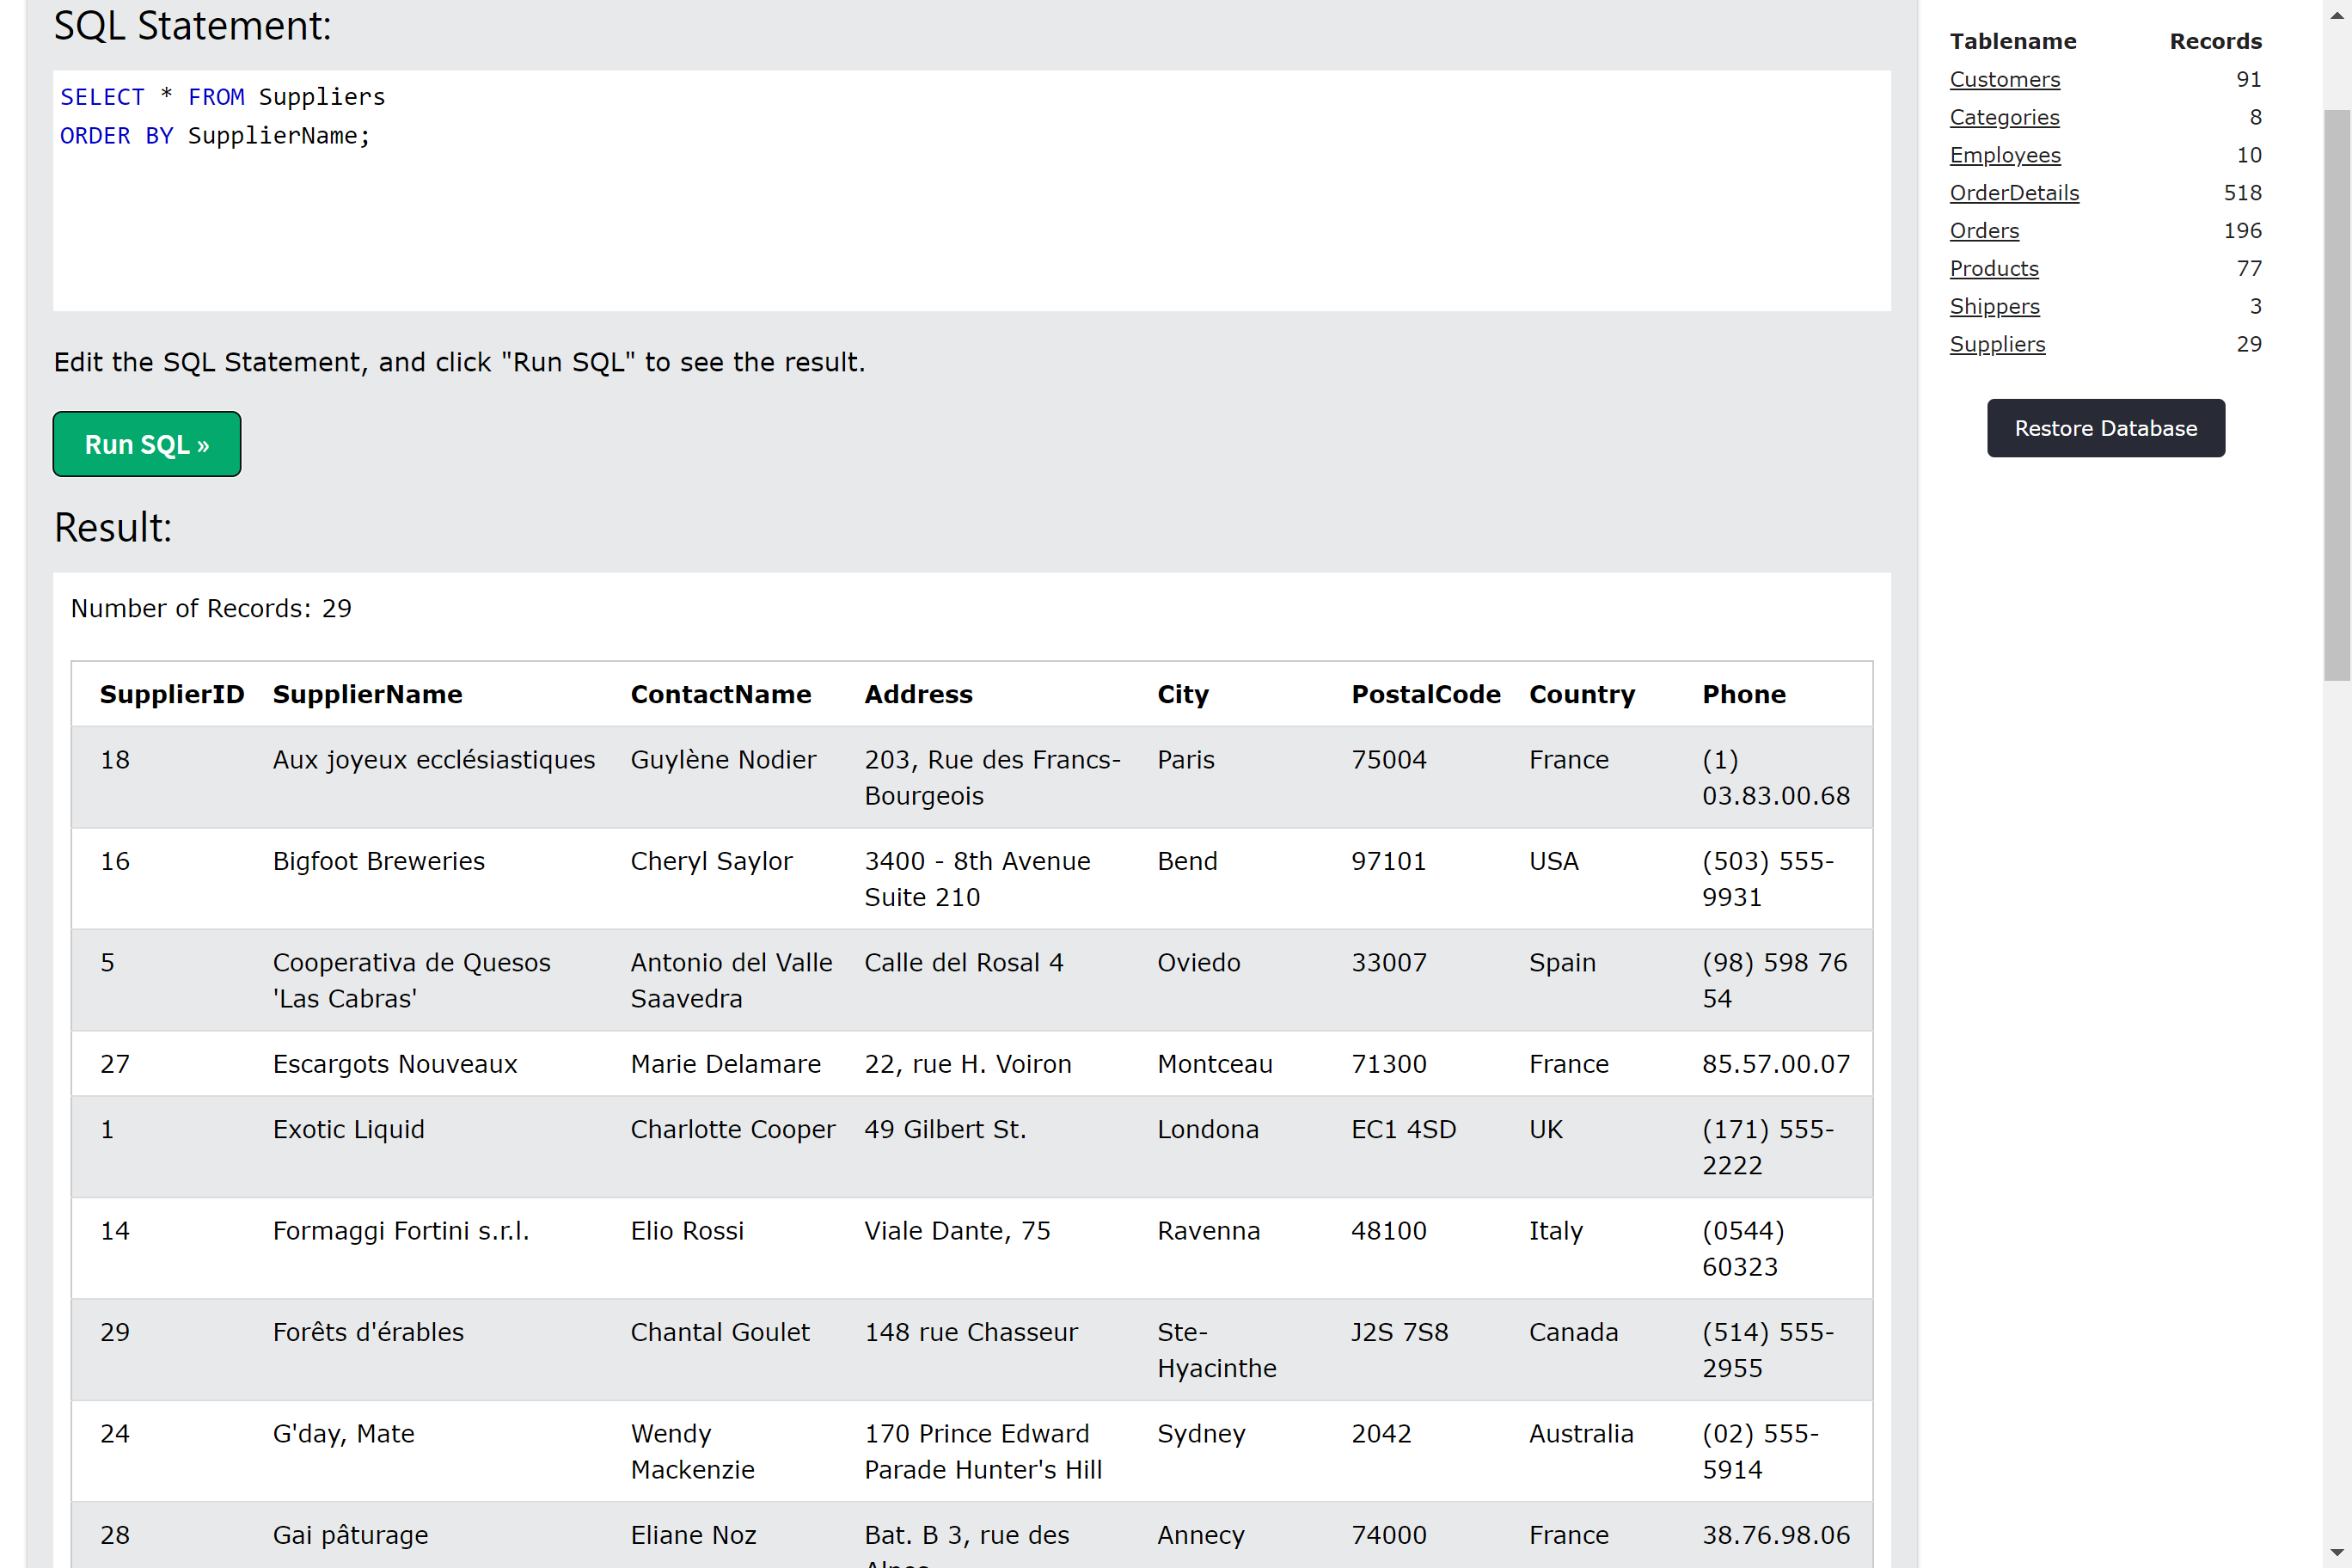 SQL Statement:
SELECT * FROM Suppliers
ORDER BY SupplierName;
Edit the SQL Statement, and click "Run SQL" to see the result.
Run SQL »
Result:
Number of Records: 29
SupplierID SupplierName ContactName Address City PostalCode Country Phone
18 Aux joyeux ecclésiastiques Guylène Nodier 203, Rue des Francs- Paris 75004 France (1)
Bourgeois 03.83.00.68
16 Bigfoot Breweries Cheryl Saylor 3400 - 8th Avenue Bend 97101 USA (503) 555-
Suite 210 9931
5 Cooperativa de Quesos Antonio del Valle Calle del Rosal 4 Oviedo 33007 Spain (98) 598 76
'Las Cabras' Saavedra 54
27 Escargots Nouveaux Marie Delamare 22, rue H. Voiron Montceau 71300 France 85.57.00.07
1 Exotic Liquid Charlotte Cooper 49 Gilbert St. Londona EC1 4SD UK (171) 555-
2222
14 Formaggi Fortini s.r.l. Elio Rossi Viale Dante, 75 Ravenna 48100 Italy (0544)
60323
29 Forêts d'érables Chantal Goulet 148 rue Chasseur Ste- J2S 7S8 Canada (514) 555-
Hyacinthe 2955
24 G'day, Mate Wendy 170 Prince Edward Sydney 2042 Australia (02) 555-
Mackenzie Parade Hunter's Hill 5914
28 Gai pâturage Eliane Noz Bat. B 3, rue des Annecy 74000 France 38.76.98.06
Tablename Records
Customers 91
Categories 8
Employees 10
OrderDetails 518
Orders 196
Products 77
Shippers 3
Suppliers 29
Restore Database